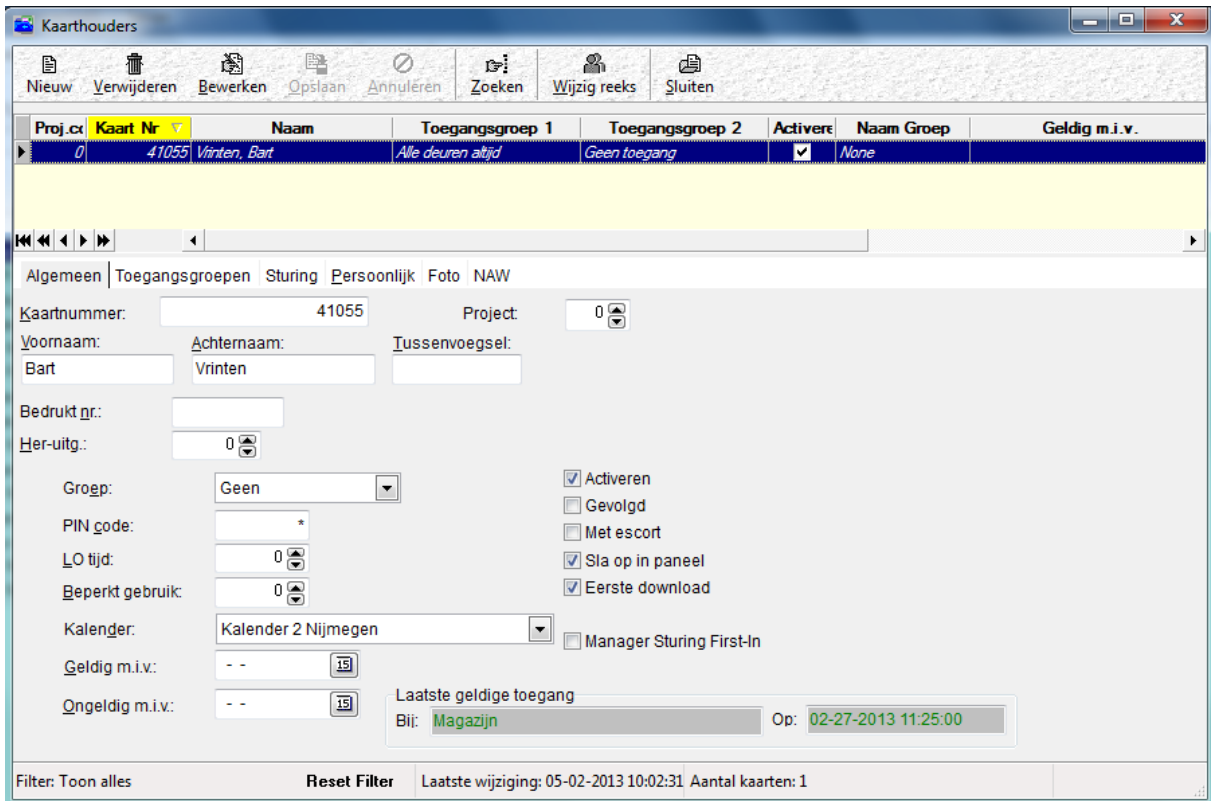 Kaarthouders
Nieuw Verwijderen Bewerken Opslaan Annuleren Zoeken Wijzig reeks Sluiten
Proj.cc Kaart Nr Naam Toegangsgroep 1 Toegangsgroep 2 Activere Naam Groep Geldig m.i.v.
0 41055 Vrinten, Bart Alle deuren altijd Geen toegang None
Algemeen Toegangsgroepen Sturing Persoonlijk Foto NAW
Kaartnummer: 41055 Project: 0
Voornaam: Achternaam: Tussenvoegsel:
Bart Vrinten
Bedrukt nr.:
Her-uitg.: 0
Groep: Geen
PIN code: *
LO tijd: 0
Beperkt gebruik: 0
Kalender: Kalender 2 Nijmegen
Geldig m.i.v.: - - 15
Ongeldig m.i.v.: - - 15
Activeren
Gevolgd
Met escort
Sla op in paneel
Eerste download
Manager Sturing First-In
Laatste geldige toegang
Bij: Magazijn Op: 02-27-2013 11:25:00
Filter: Toon alles Reset Filter Laatste wijziging: 05-02-2013 10:02:31 Aantal kaarten: 1